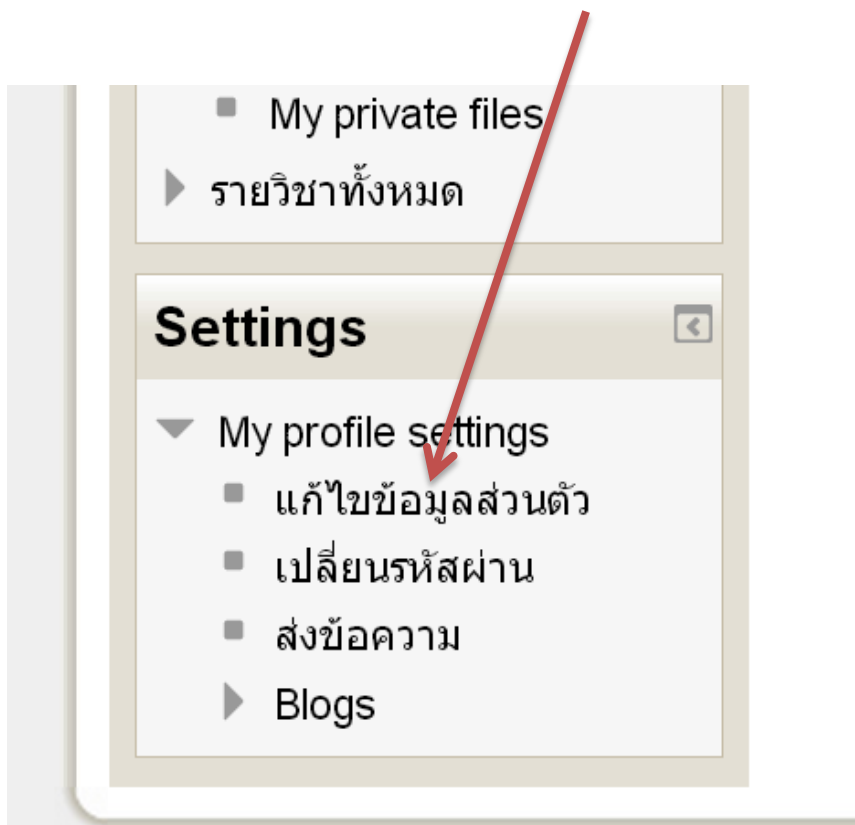 My private files
รายวิชาทั้งหมด
Settings
My profile settings
แก้ไขข้อมูลส่วนตัว
เปลี่ยนรหัสผ่าน
ส่งข้อความ
Blogs